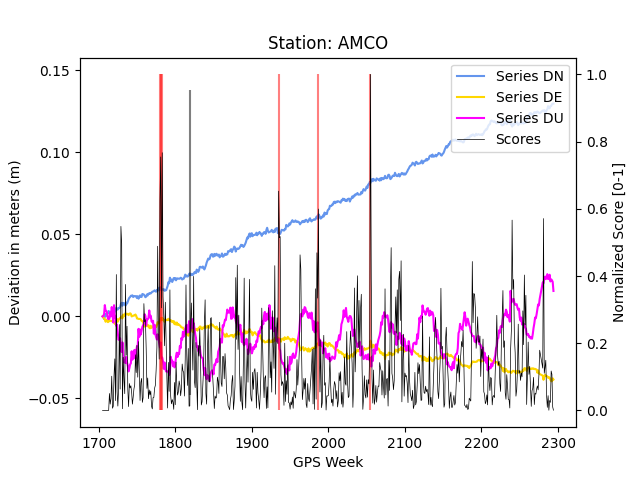 Station: AMCO
Deviation in meters (m)
0.15
0.10
0.05
0.00
−0.05
Series DN
Series DE
Series DU
Scores
1.0
0.8
0.6
0.4
0.2
0.0
Normalized Score [0-1]
1700 1800 1900 2000 2100 2200 2300
GPS Week